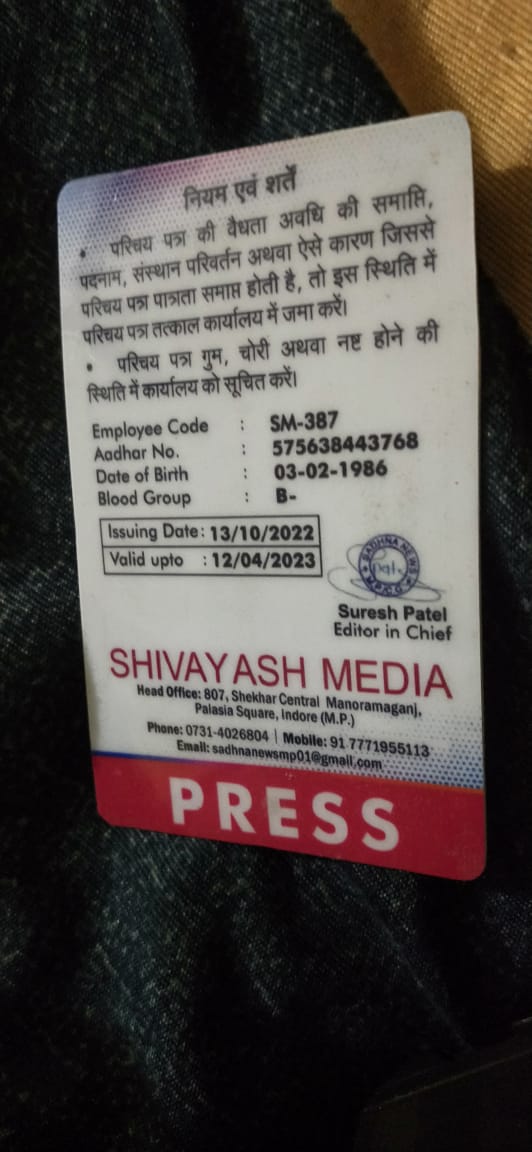 नियम एवं शर्तें
• परिचय पत्र की वैधता अवधि की समाप्ति,
पदनाम, संस्थान परिवर्तन अथवा ऐसे कारण जिससे
परिचय पत्र पात्रता समाप्त होती है, तो इस स्थिति में
परिचय पत्र तत्काल कार्यालय में जमा करें।
• परिचय पत्र गुम, चोरी अथवा नष्ट होने की
स्थिति में कार्यालय को सूचित करें।
Employee Code : SM-387
Aadhar No. : 575638443768
Date of Birth : 03-02-1986
Blood Group : B-
Issuing Date : 13/10/2022
Valid upto : 12/04/2023
SADHNA NEWS
M.P.C.G.
Suresh Patel
Editor in Chief
SHIVAYASH MEDIA
Head Office: 807, Shekhar Central Manoramaganj,
Palasia Square, Indore (M.P.)
Phone: 0731-4026804 | Mobile: 91 7771955113
Email: sadhnanewsmp01@gmail.com
PRESS